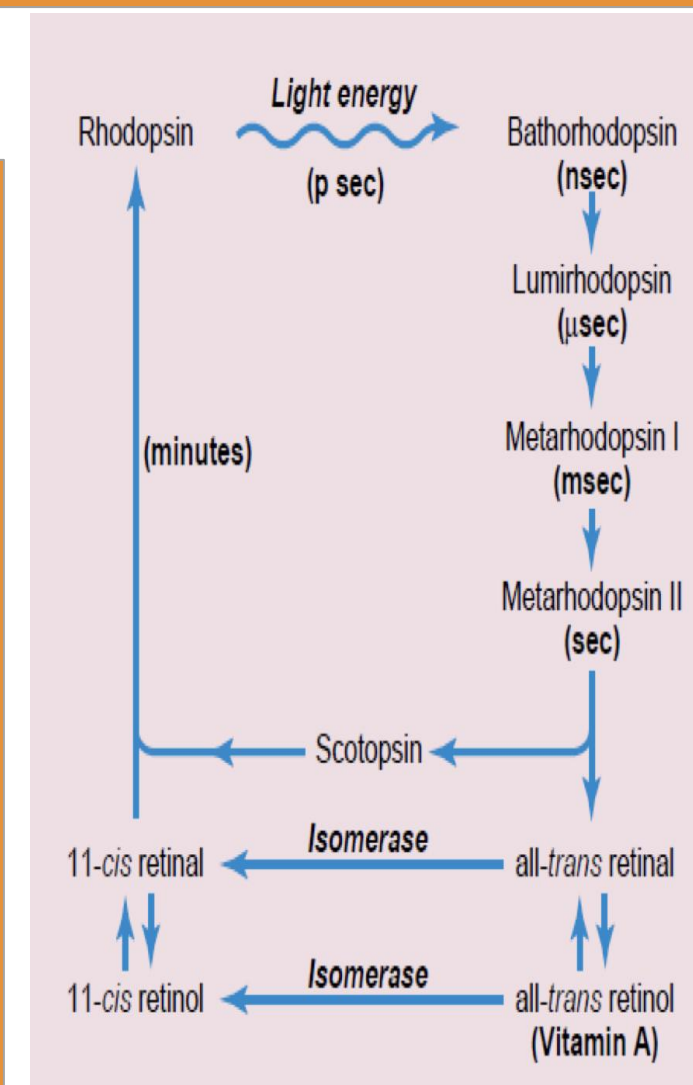 Light energy
Rhodopsin
(p sec)
Bathorhodopsin
(nsec)
Lumirhodopsin
(μsec)
Metarhodopsin I
(msec)
(minutes)
Metarhodopsin II
(sec)
Scotopsin
11-cis retinal
Isomerase
all-trans retinal
11-cis retinol
Isomerase
all-trans retinol
(Vitamin A)